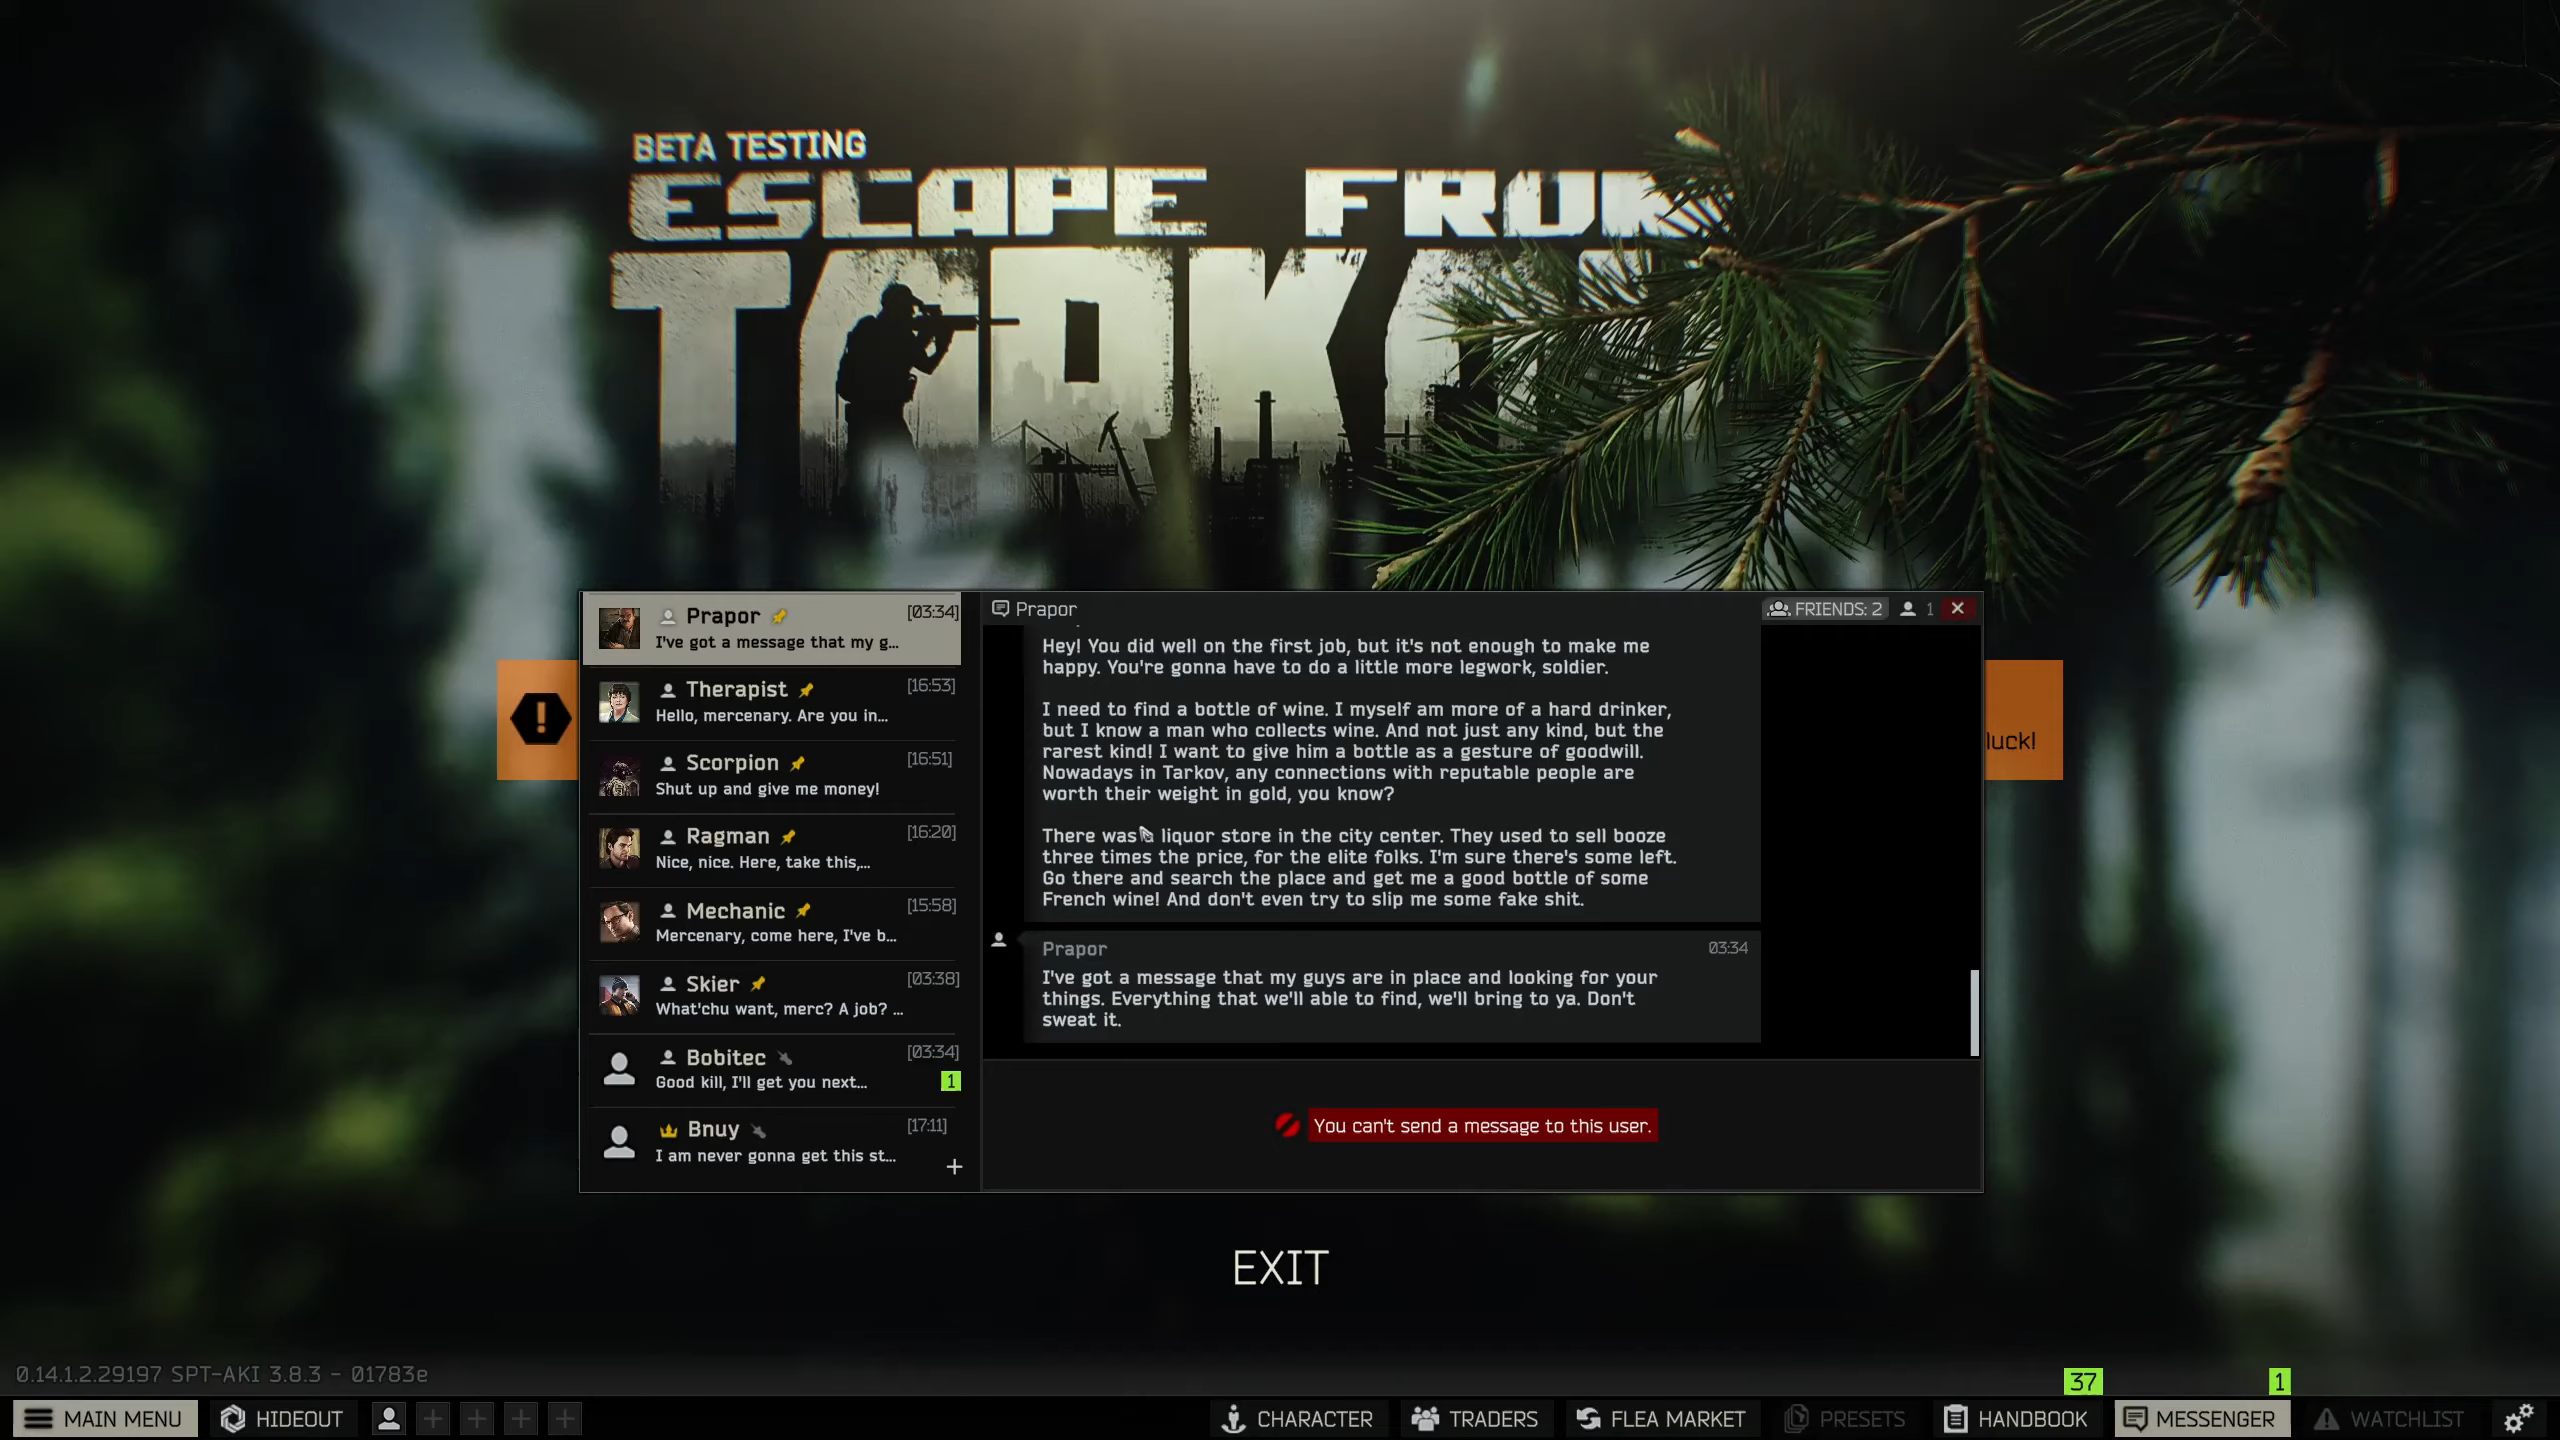 BETA TESTING
ESCAPE FROM
Prapor
[03:34]
I've got a message that my g...
Therapist
[16:53]
Hello, mercenary. Are you in...
Scorpion
[16:51]
Shut up and give me money!
Ragman
[16:20]
Nice, nice. Here, take this,...
Mechanic
[15:58]
Mercenary, come here, I've b...
Skier
[03:38]
What'chu want, merc? A job? ...
Bobitec
[03:34]
Good kill, I'll get you next...
1
Bnuy
[17:11]
I am never gonna get this st...
+
Prapor
FRIENDS: 2
1
Hey! You did well on the first job, but it's not enough to make me
happy. You're gonna have to do a little more legwork, soldier.
I need to find a bottle of wine. I myself am more of a hard drinker,
but I know a man who collects wine. And not just any kind, but the
rarest kind! I want to give him a bottle as a gesture of goodwill.
Nowadays in Tarkov, any connections with reputable people are
worth their weight in gold, you know?
There was liquor store in the city center. They used to sell booze
three times the price, for the elite folks. I'm sure there's some left.
Go there and search the place and get me a good bottle of some
French wine! And don't even try to slip me some fake shit.
Prapor
03:34
I've got a message that my guys are in place and looking for your
things. Everything that we'll able to find, we'll bring to ya. Don't
sweat it.
You can't send a message to this user.
luck!
EXIT
0.14.1.2.29197 SPT-AKI 3.8.3 - 01783e
37
1
MAIN MENU
HIDEOUT
CHARACTER
TRADERS
FLEA MARKET
PRESETS
HANDBOOK
MESSENGER
WATCHLIST